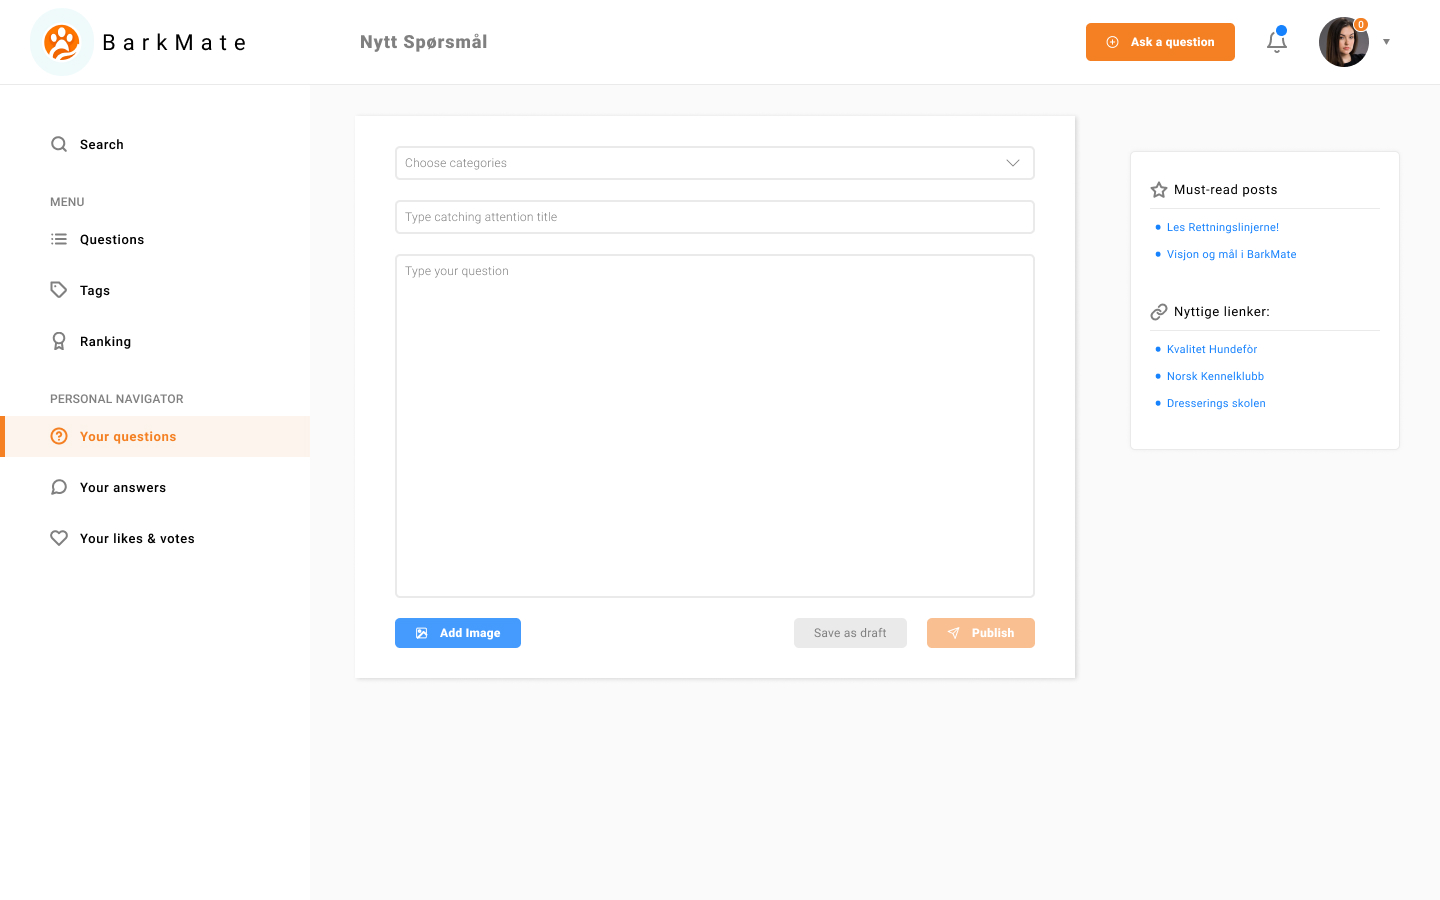 BarkMate
Nytt Spørsmål
Ask a question
0
Search
MENU
Questions
Tags
Ranking
PERSONAL NAVIGATOR
Your questions
Your answers
Your likes & votes
Choose categories
Type catching attention title
Type your question
Add Image
Save as draft
Publish
Must-read posts
Les Rettningslinjerne!
Visjon og mål i BarkMate
Nyttige lienker:
Kvalitet Hundefòr
Norsk Kennelklubb
Dresserings skolen